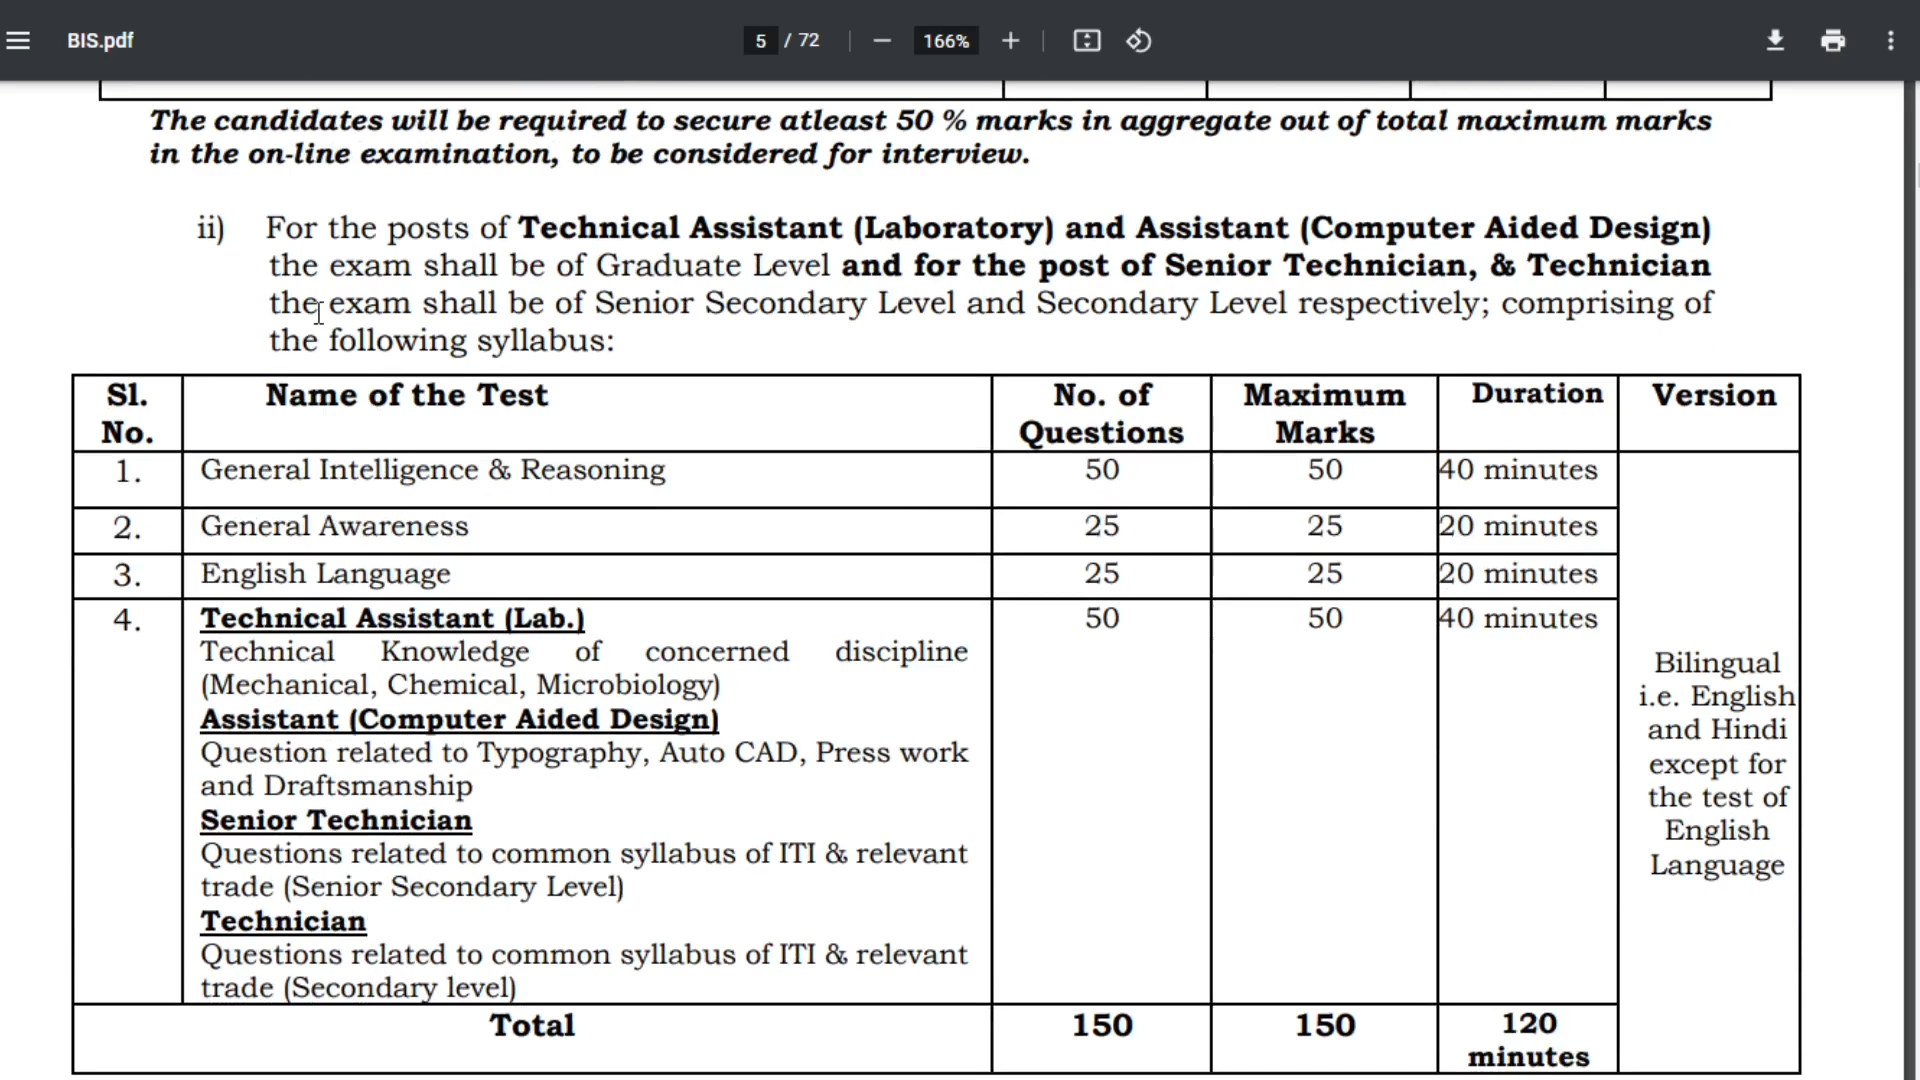 BIS.pdf
5 / 72
166%
The candidates will be required to secure atleast 50 % marks in aggregate out of total maximum marks
in the on-line examination, to be considered for interview.
ii) For the posts of Technical Assistant (Laboratory) and Assistant (Computer Aided Design)
the exam shall be of Graduate Level and for the post of Senior Technician, & Technician
the exam shall be of Senior Secondary Level and Secondary Level respectively; comprising of
the following syllabus:
Sl. No. Name of the Test No. of Questions Maximum Marks Duration Version
1. General Intelligence & Reasoning 50 50 40 minutes
2. General Awareness 25 25 20 minutes
3. English Language 25 25 20 minutes
4. Technical Assistant (Lab.) 50 50 40 minutes
Technical Knowledge of concerned discipline
(Mechanical, Chemical, Microbiology)
Assistant (Computer Aided Design)
Question related to Typography, Auto CAD, Press work
and Draftsmanship
Senior Technician
Questions related to common syllabus of ITI & relevant
trade (Senior Secondary Level)
Technician
Questions related to common syllabus of ITI & relevant
trade (Secondary level)
Bilingual
i.e. English
and Hindi
except for
the test of
English
Language
Total 150 150 120
minutes